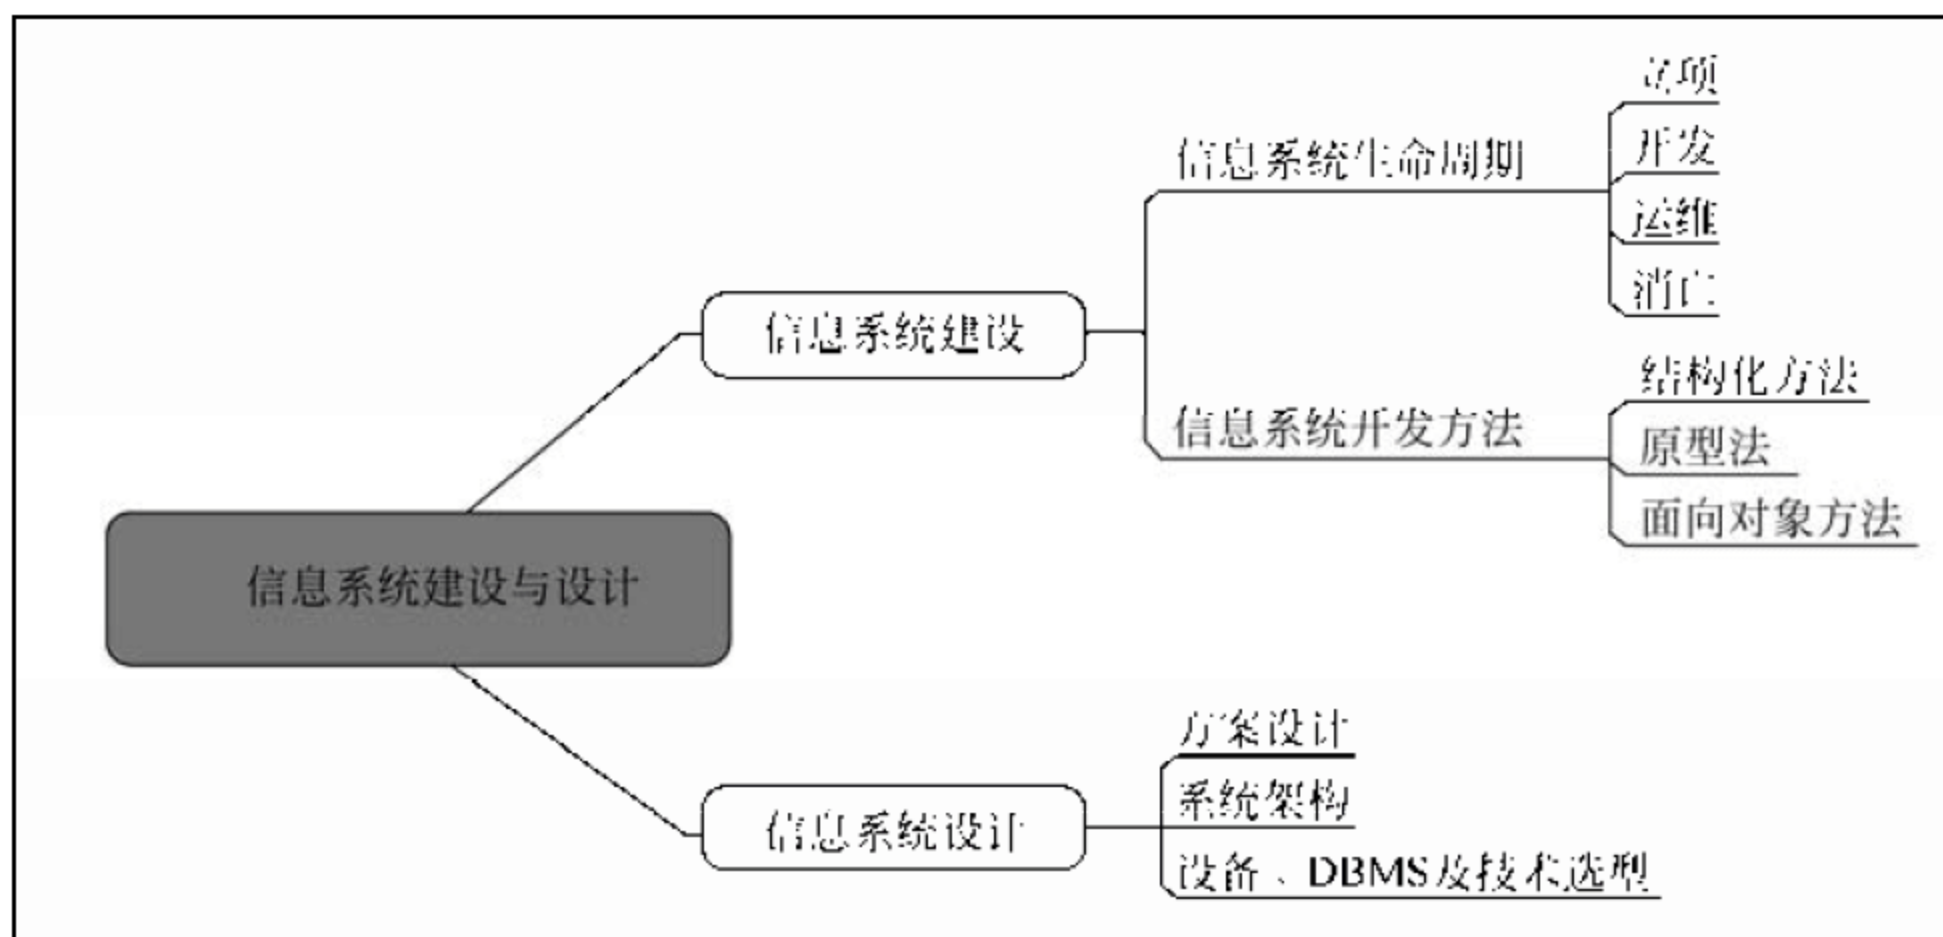 立项
开发
信息系统生命周期
运维
消亡
信息系统建设
结构化方法
信息系统开发方法
原型法
面向对象方法
信息系统建设与设计
方案设计
系统架构
信息系统设计
设备、DBMS及技术选型